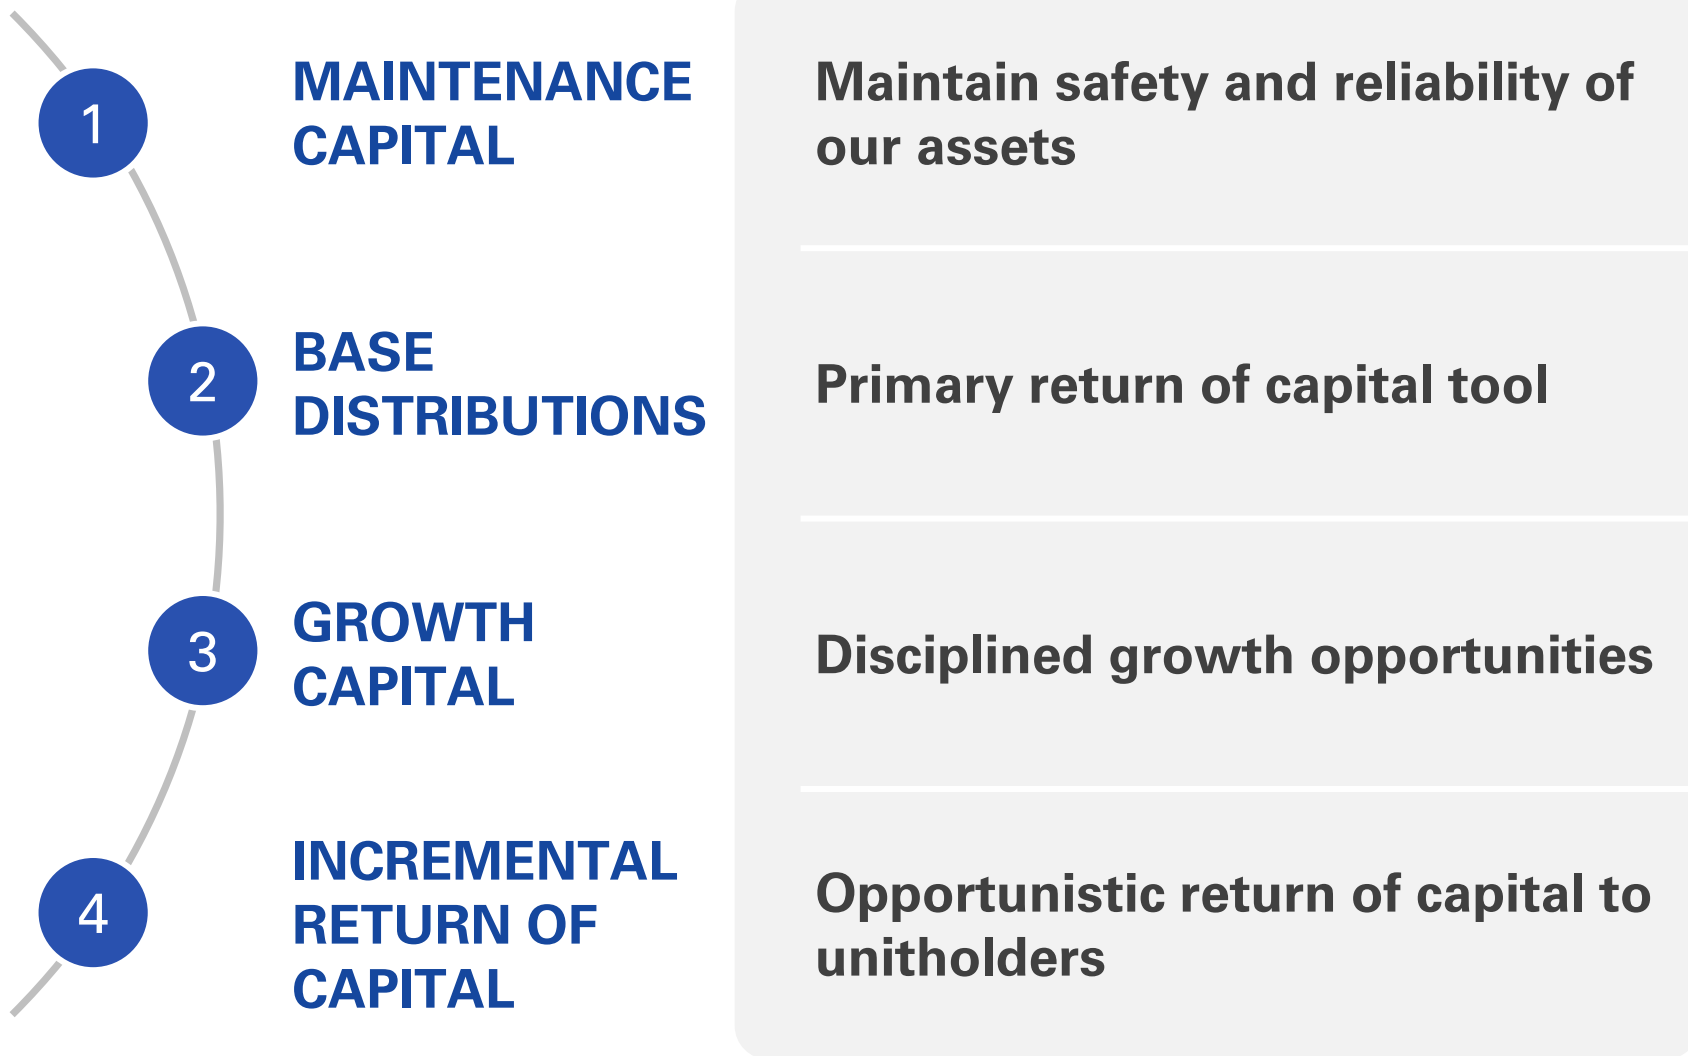 1
MAINTENANCE
CAPITAL
Maintain safety and reliability of
our assets
2
BASE
DISTRIBUTIONS
Primary return of capital tool
3
GROWTH
CAPITAL
Disciplined growth opportunities
4
INCREMENTAL
RETURN OF
CAPITAL
Opportunistic return of capital to
unitholders